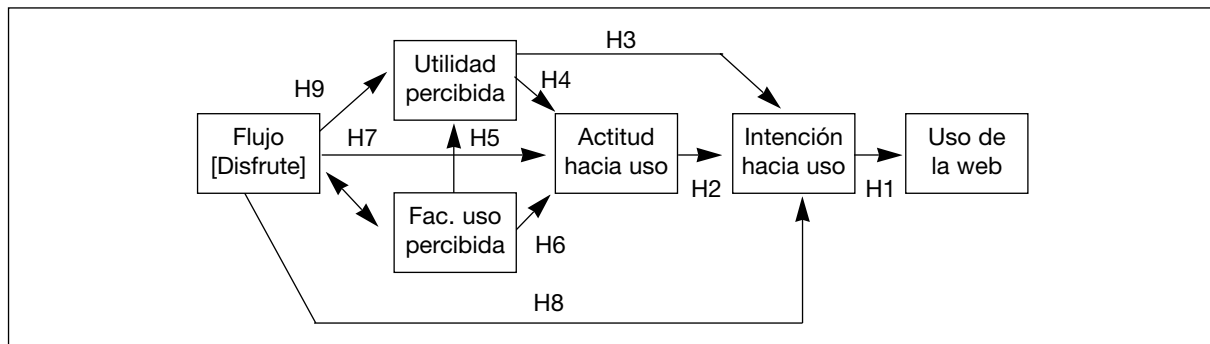 H3
Utilidad
percibida
H4
H9
Flujo
[Disfrute]
H7
H5
Actitud
hacia uso
Intención
hacia uso
Uso de
la web
H2
H1
Fac. uso
percibida
H6
H8